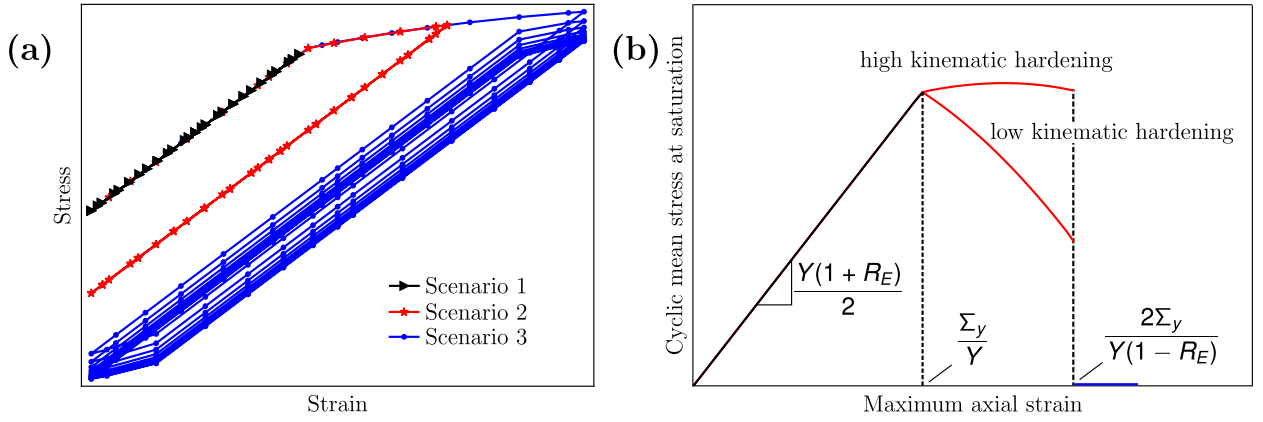 (a)
Stress
Scenario 1
Scenario 2
Scenario 3
Strain
(b)
Cyclic mean stress at saturation
high kinematic hardening
low kinematic hardening
Y(1 + R_E)
2
Σ_y
Y
2Σ_y
Y(1 − R_E)
Maximum axial strain